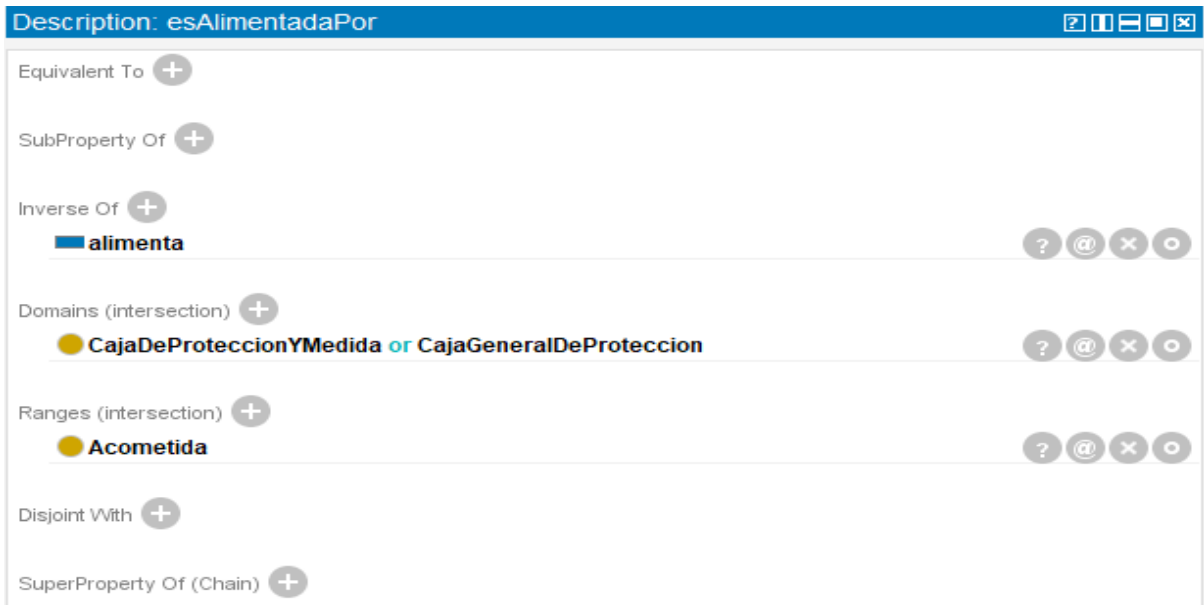 Description: esAlimentadaPor
Equivalent To
SubProperty Of
Inverse Of
alimenta
Domains (intersection)
CajaDeProteccionYMedida or CajaGeneralDeProteccion
Ranges (intersection)
Acometida
Disjoint With
SuperProperty Of (Chain)